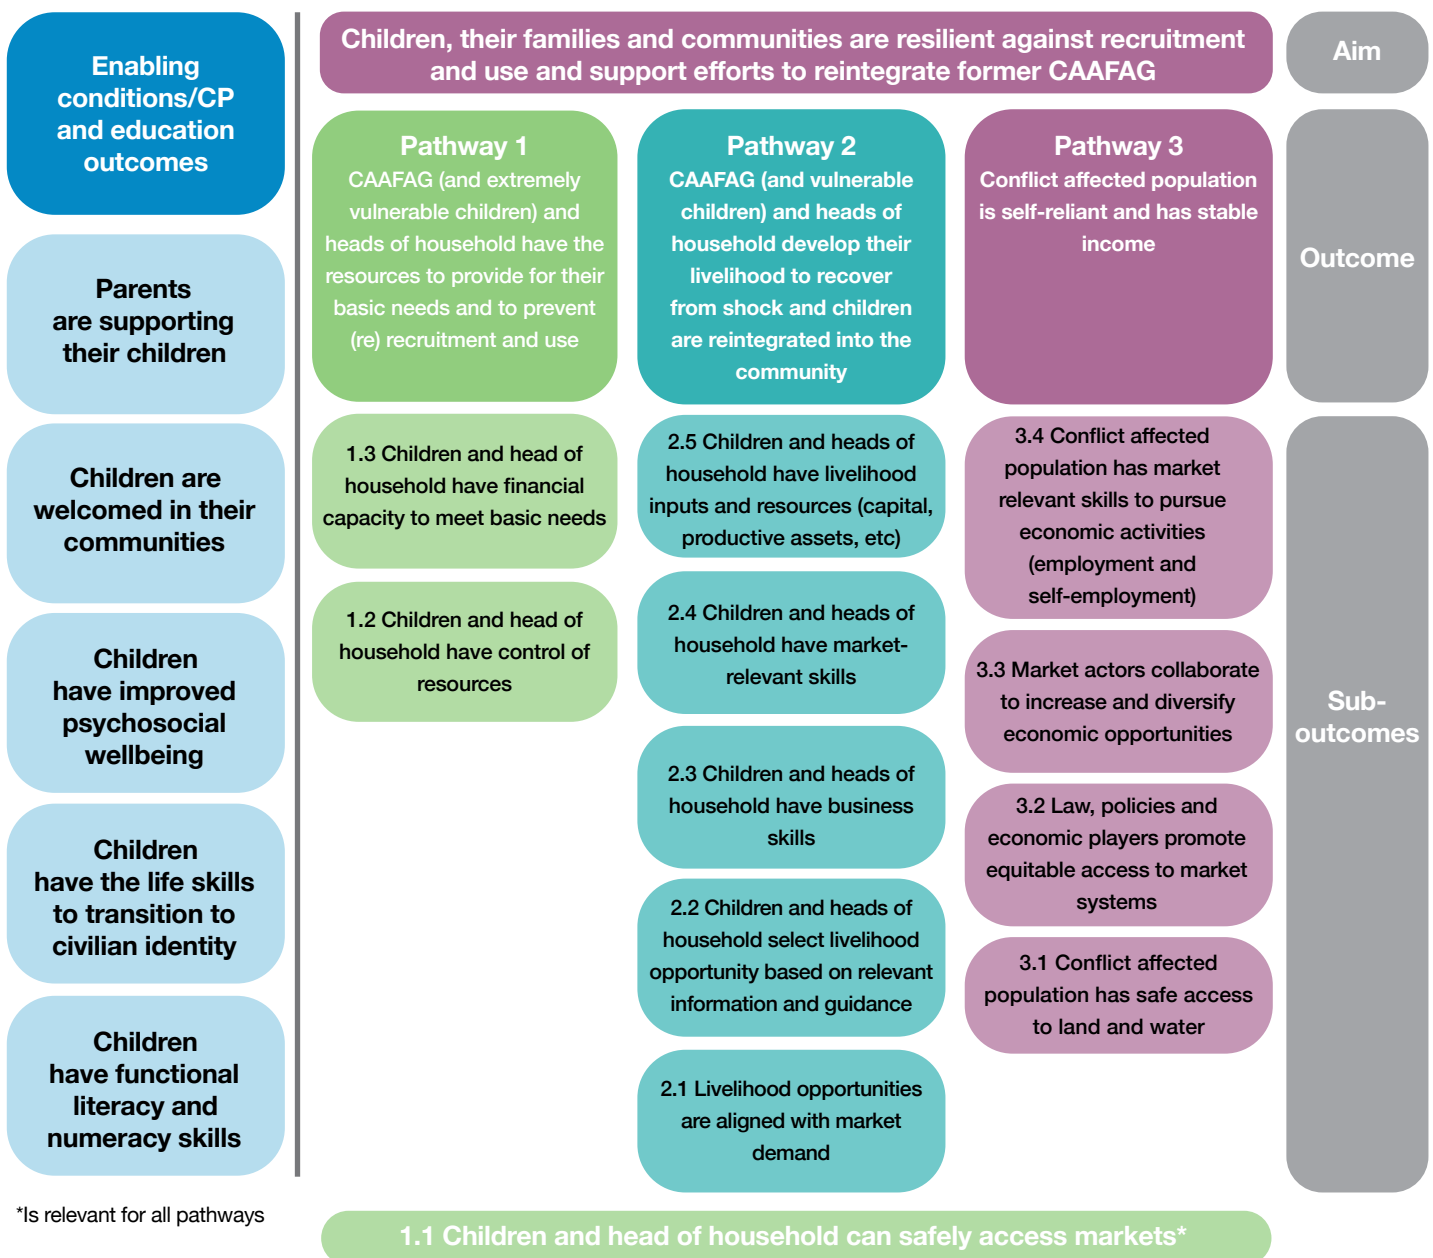 Enabling
conditions/CP
and education
outcomes
Parents
are supporting
their children
Children are
welcomed in their
communities
Children
have improved
psychosocial
wellbeing
Children
have the life skills
to transition to
civilian identity
Children
have functional
literacy and
numeracy skills
*Is relevant for all pathways
Children, their families and communities are resilient against recruitment
and use and support efforts to reintegrate former CAAFAG
Pathway 1
CAAFAG (and extremely
vulnerable children) and
heads of household have the
resources to provide for their
basic needs and to prevent
(re) recruitment and use
1.3 Children and head of
household have financial
capacity to meet basic needs
1.2 Children and head of
household have control of
resources
Pathway 2
CAAFAG (and vulnerable
children) and heads of
household develop their
livelihood to recover
from shock and children
are reintegrated into the
community
2.5 Children and heads of
household have livelihood
inputs and resources (capital,
productive assets, etc)
2.4 Children and heads of
household have market-
relevant skills
2.3 Children and heads of
household have business
skills
2.2 Children and heads of
household select livelihood
opportunity based on relevant
information and guidance
2.1 Livelihood opportunities
are aligned with market
demand
Pathway 3
Conflict affected population
is self-reliant and has stable
income
3.4 Conflict affected
population has market
relevant skills to pursue
economic activities
(employment and
self-employment)
3.3 Market actors collaborate
to increase and diversify
economic opportunities
3.2 Law, policies and
economic players promote
equitable access to market
systems
3.1 Conflict affected
population has safe access
to land and water
1.1 Children and head of household can safely access markets*
Aim
Outcome
Sub-
outcomes